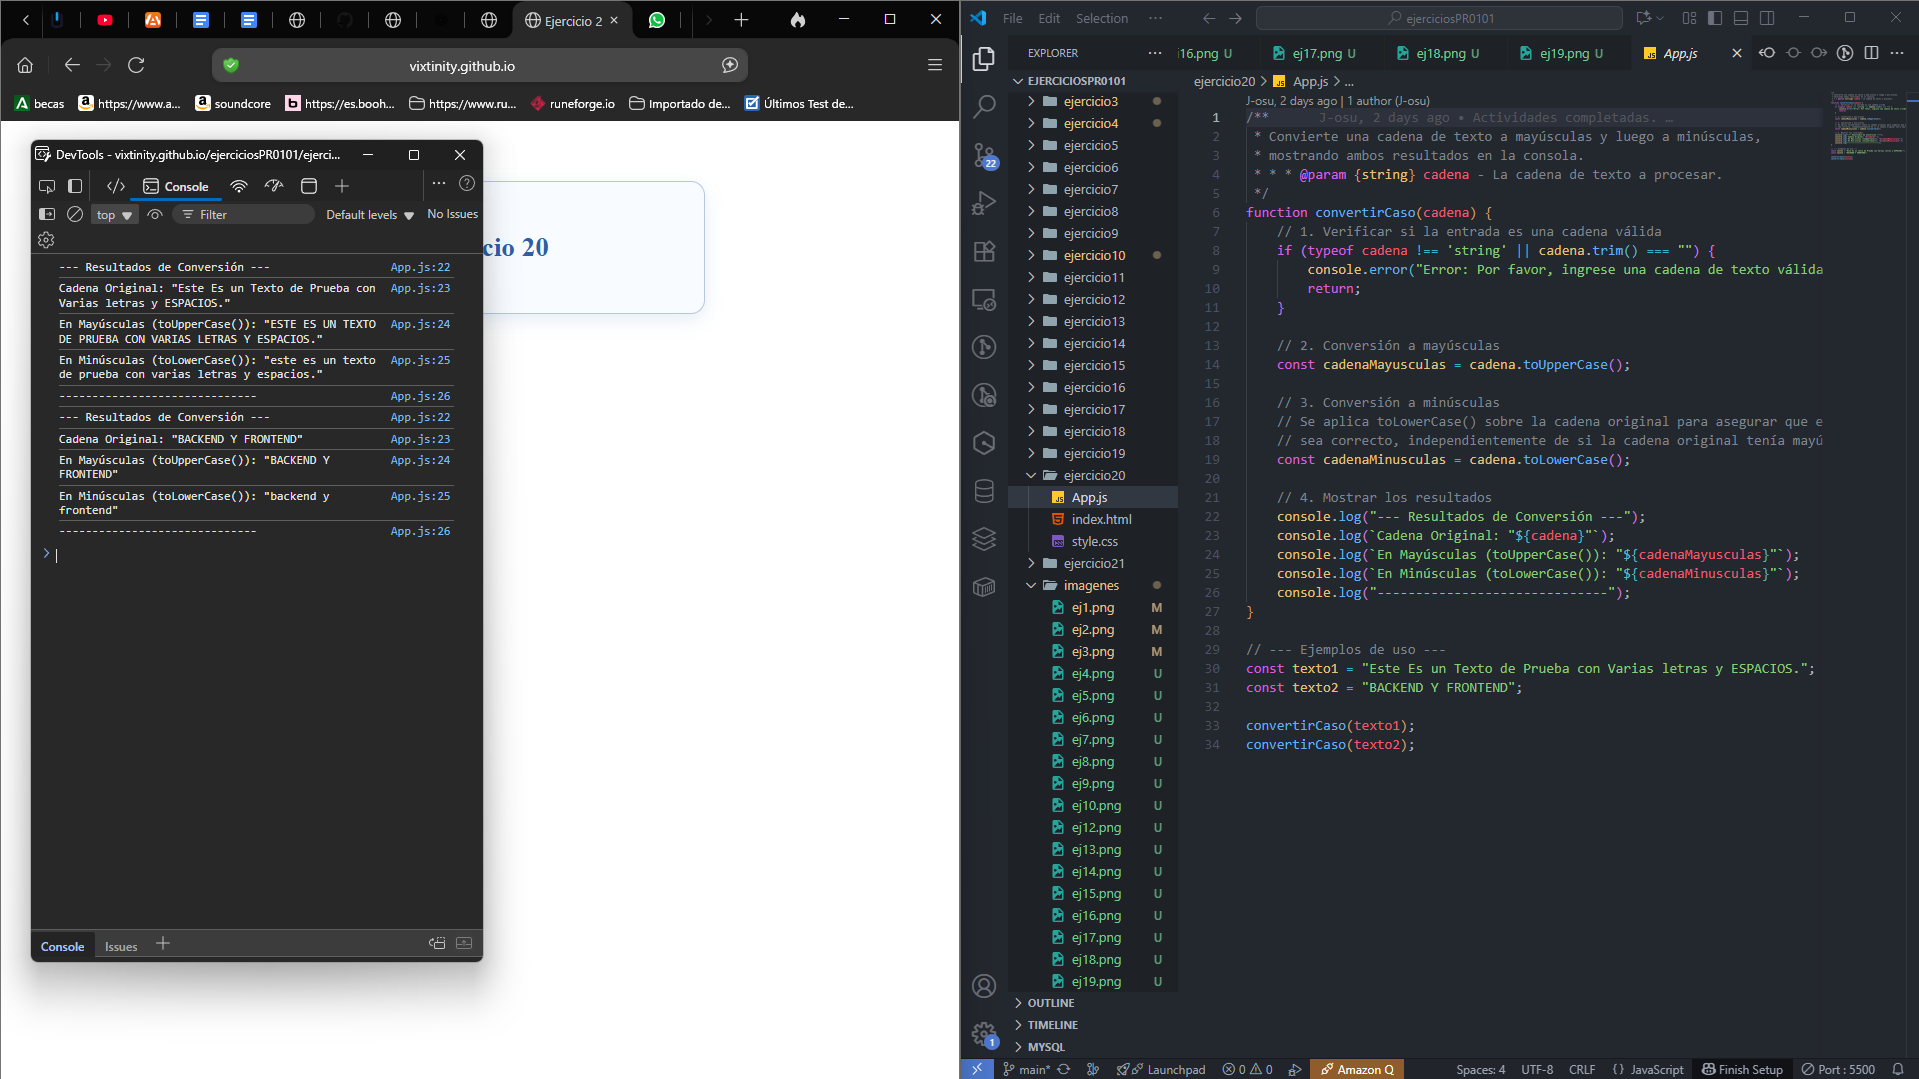 Ejercicio 2
vixtinity.github.io
becas
https://www.a...
soundcore
https://es.booh...
https://www.ru...
runeforge.io
Importado de...
Últimos Test de...
cio 20
DevTools - vixtinity.github.io/ejerciciosPR0101/ejerci...
Console
top
Filter
Default levels
No Issues
--- Resultados de Conversión --- App.js:22
Cadena Original: "Este Es un Texto de Prueba con App.js:23
Varias letras y ESPACIOS."
En Mayúsculas (toUpperCase()): "ESTE ES UN TEXTO App.js:24
DE PRUEBA CON VARIAS LETRAS Y ESPACIOS."
En Minúsculas (toLowerCase()): "este es un texto App.js:25
de prueba con varias letras y espacios."
------------------------------ App.js:26
--- Resultados de Conversión --- App.js:22
Cadena Original: "BACKEND Y FRONTEND" App.js:23
En Mayúsculas (toUpperCase()): "BACKEND Y App.js:24
FRONTEND"
En Minúsculas (toLowerCase()): "backend y App.js:25
frontend"
------------------------------ App.js:26
Console
Issues
File Edit Selection ...
ejerciciosPR0101
EXPLORER
i16.png U
ej17.png U
ej18.png U
ej19.png U
App.js
EJERCICIOSPR0101
ejercicio3
ejercicio4
ejercicio5
ejercicio6
ejercicio7
ejercicio8
ejercicio9
ejercicio10
ejercicio11
ejercicio12
ejercicio13
ejercicio14
ejercicio15
ejercicio16
ejercicio17
ejercicio18
ejercicio19
ejercicio20
App.js
index.html
style.css
ejercicio21
imagenes
ej1.png M
ej2.png M
ej3.png M
ej4.png U
ej5.png U
ej6.png U
ej7.png U
ej8.png U
ej9.png U
ej10.png U
ej12.png U
ej13.png U
ej14.png U
ej15.png U
ej16.png U
ej17.png U
ej18.png U
ej19.png U
OUTLINE
TIMELINE
MYSQL
22
1
ejercicio20 > App.js > ...
J-osu, 2 days ago | 1 author (J-osu)
1 /** J-osu, 2 days ago • Actividades completadas. …
2 * Convierte una cadena de texto a mayúsculas y luego a minúsculas,
3 * mostrando ambos resultados en la consola.
4 * * * @param {string} cadena - La cadena de texto a procesar.
5 */
6 function convertirCaso(cadena) {
7 // 1. Verificar si la entrada es una cadena válida
8 if (typeof cadena !== 'string' || cadena.trim() === "") {
9 console.error("Error: Por favor, ingrese una cadena de texto válida
10 return;
11 }
12
13 // 2. Conversión a mayúsculas
14 const cadenaMayusculas = cadena.toUpperCase();
15
16 // 3. Conversión a minúsculas
17 // Se aplica toLowerCase() sobre la cadena original para asegurar que e
18 // sea correcto, independientemente de si la cadena original tenía mayú
19 const cadenaMinusculas = cadena.toLowerCase();
20
21 // 4. Mostrar los resultados
22 console.log("--- Resultados de Conversión ---");
23 console.log(`Cadena Original: "${cadena}"`);
24 console.log(`En Mayúsculas (toUpperCase()): "${cadenaMayusculas}"`);
25 console.log(`En Minúsculas (toLowerCase()): "${cadenaMinusculas}"`);
26 console.log("------------------------------");
27 }
28
29 // --- Ejemplos de uso ---
30 const texto1 = "Este Es un Texto de Prueba con Varias letras y ESPACIOS.";
31 const texto2 = "BACKEND Y FRONTEND";
32
33 convertirCaso(texto1);
34 convertirCaso(texto2);
main* Launchpad 0 0 Amazon Q Spaces: 4 UTF-8 CRLF {} JavaScript Finish Setup Port : 5500